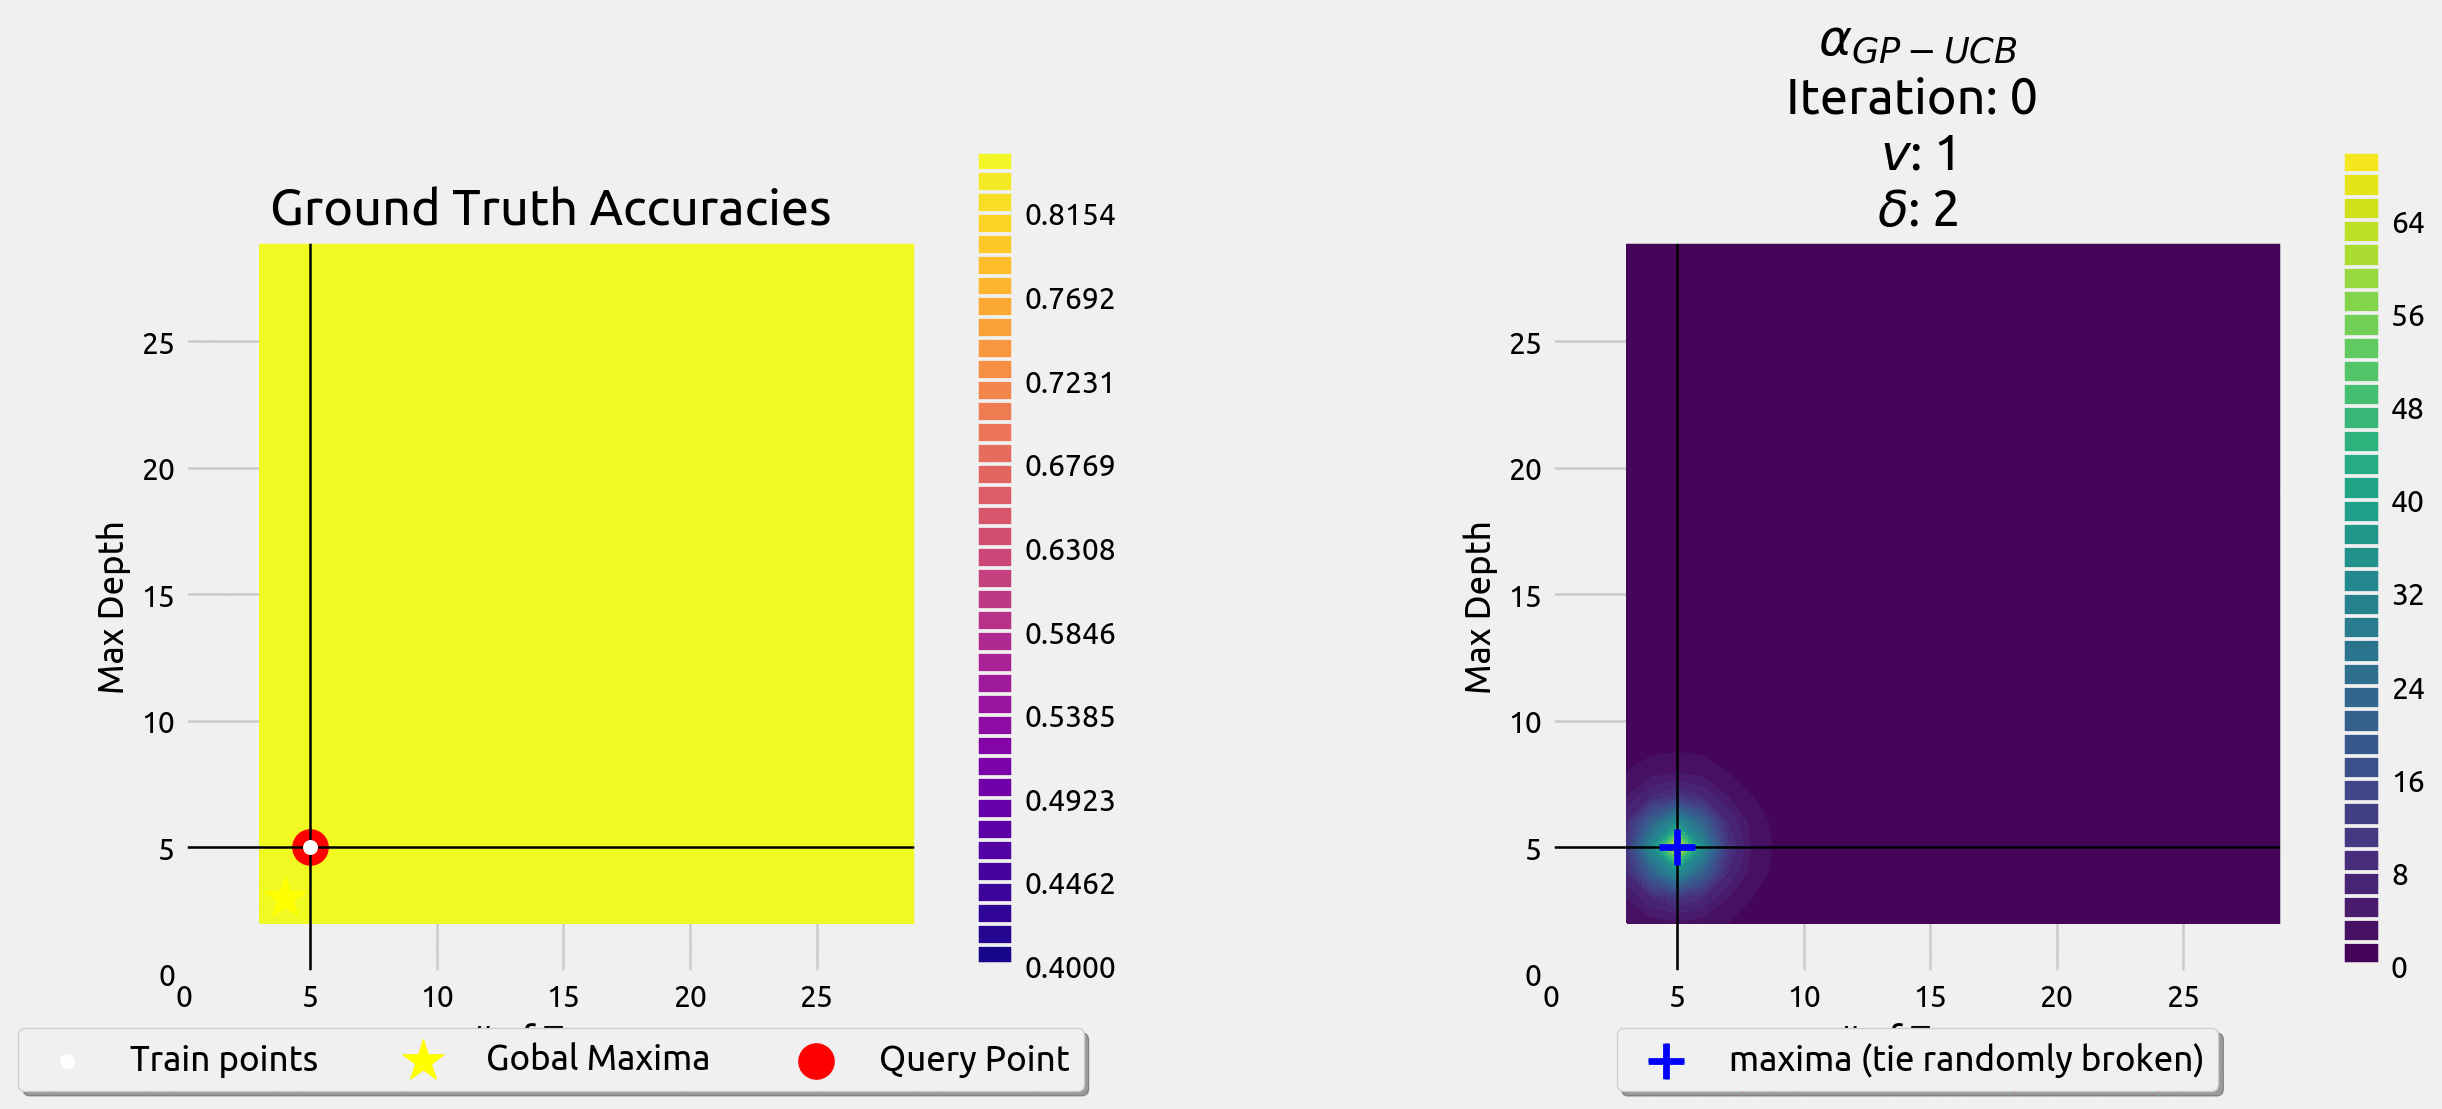 Ground Truth Accuracies
Max Depth
25
20
15
10
5
0
0 5 10 15 20 25
0.8154
0.7692
0.7231
0.6769
0.6308
0.5846
0.5385
0.4923
0.4462
0.4000
Train points Gobal Maxima Query Point
α_GP − UCB
Iteration: 0
ν: 1
δ: 2
Max Depth
25
20
15
10
5
0
0 5 10 15 20 25
64
56
48
40
32
24
16
8
0
maxima (tie randomly broken)